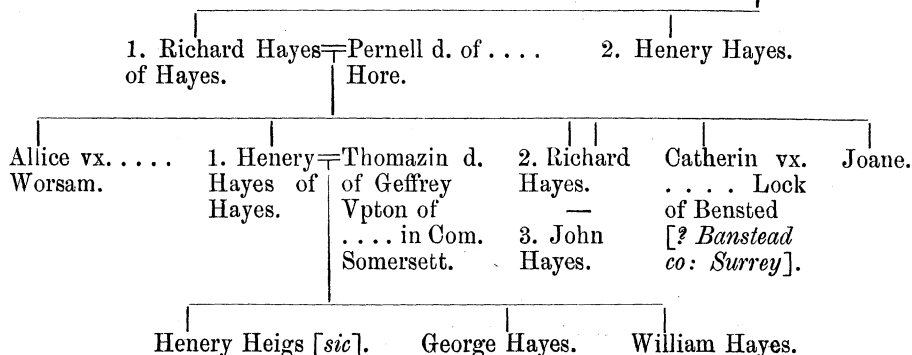 1. Richard Hayes=Pernell d. of . . . .
of Hayes.
Hore.
2. Henery Hayes.
Allice vx. . . . .
Worsam.
1. Henery=Thomazin d.
Hayes of
Hayes.
of Geffrey
Vpton of
. . . . in Com.
Somersett.
2. Richard
Hayes.
—
3. John
Hayes.
Catherin vx.
. . . . Lock
of Bensted
[? Banstead
co: Surrey].
Joane.
Henery Heigs [sic].
George Hayes.
William Hayes.